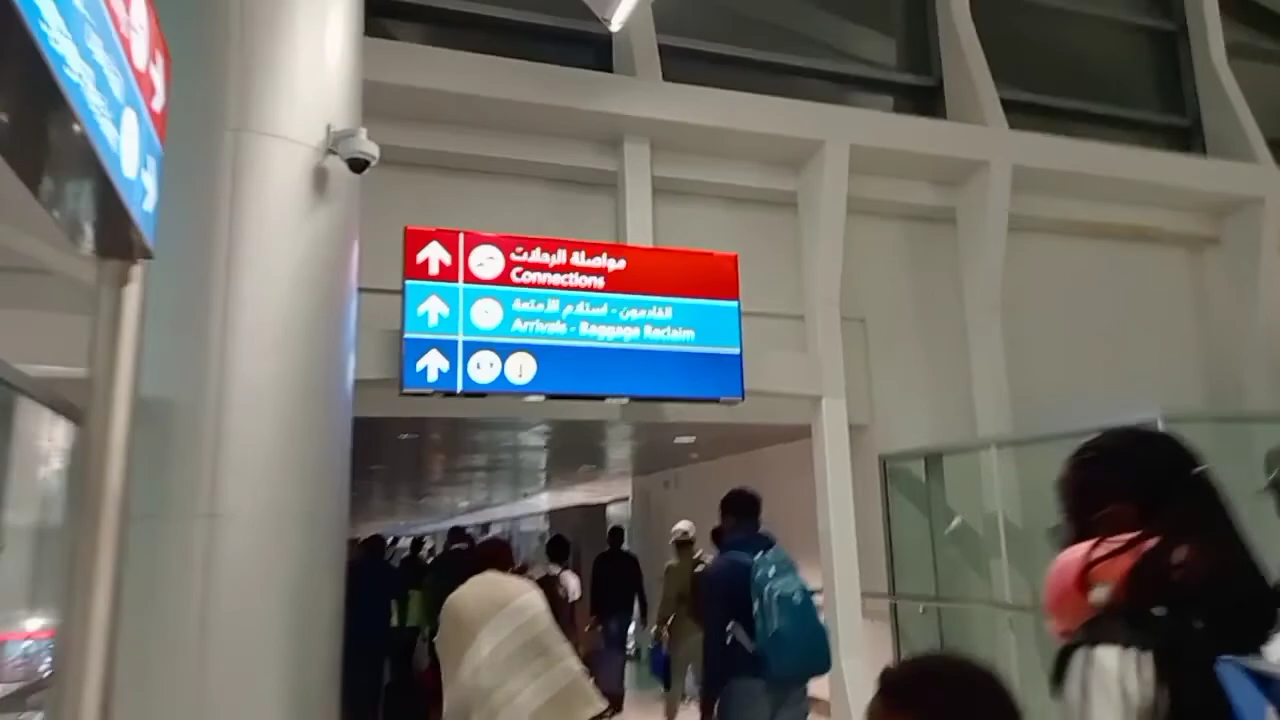 مواصلة الرحلات
Connections
القادمون - استلام الأمتعة
Arrivals - Baggage Reclaim